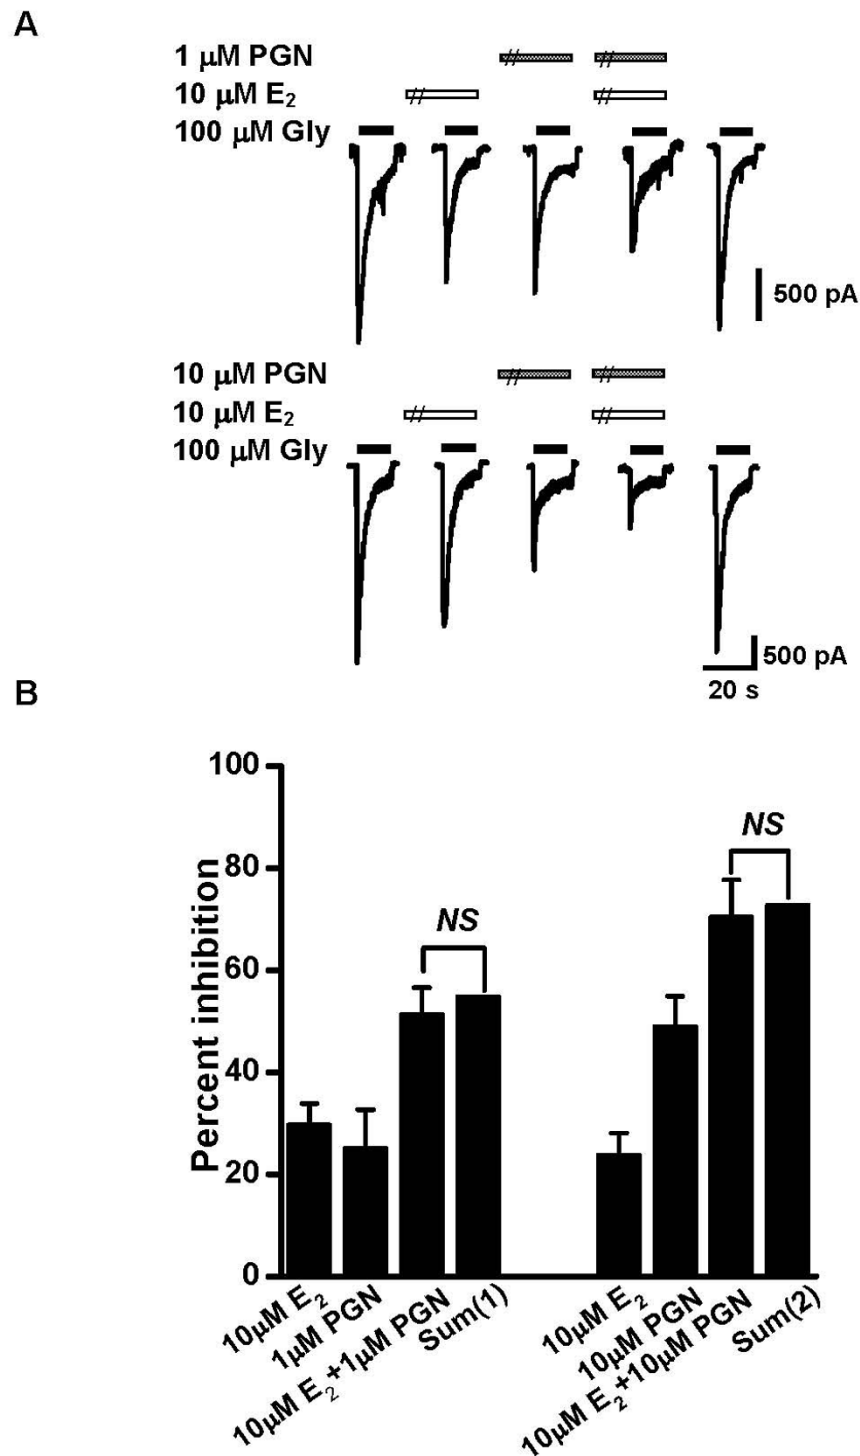 A
1 μM PGN
10 μM E₂
100 μM Gly
500 pA
10 μM PGN
10 μM E₂
100 μM Gly
500 pA
20 s
B
Percent inhibition
100
80
60
40
20
0
NS
NS
10μM E₂
1μM PGN
10μM E₂+1μM PGN
Sum(1)
10μM E₂
10μM PGN
10μM E₂+10μM PGN
Sum(2)